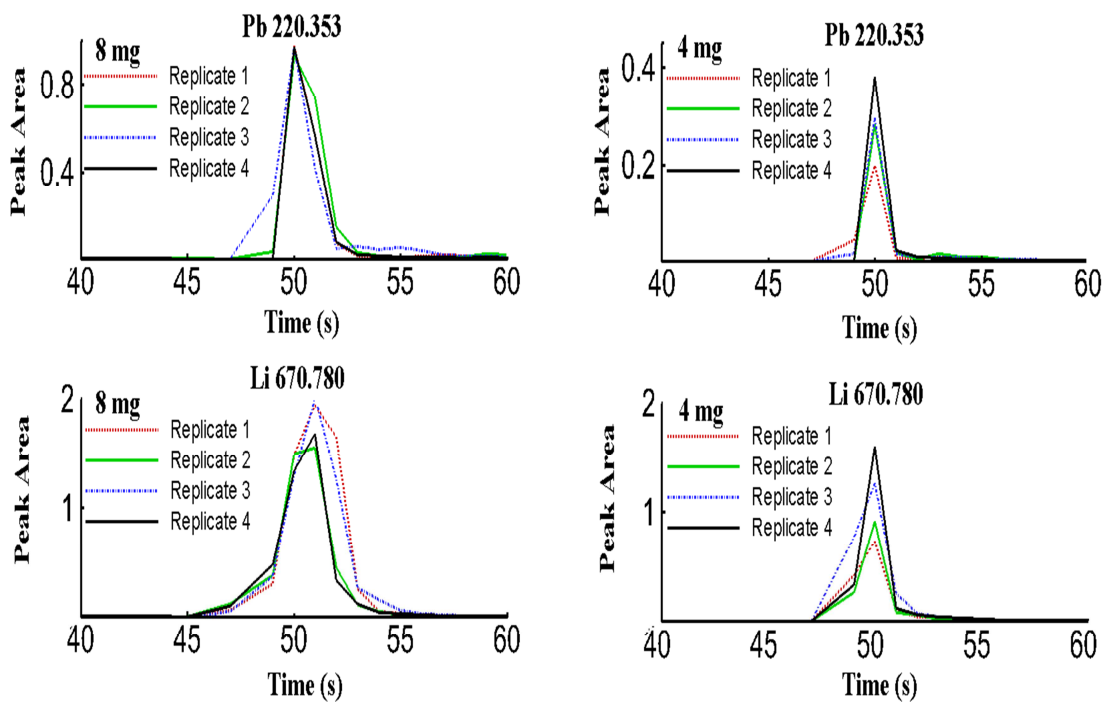 Pb 220.353
8 mg
Replicate 1
Replicate 2
Replicate 3
Replicate 4
Peak Area
0.8
0.4
40 45 50 55 60
Time (s)
Pb 220.353
4 mg
Replicate 1
Replicate 2
Replicate 3
Replicate 4
Peak Area
0.4
0.2
40 45 50 55 60
Time (s)
Li 670.780
8 mg
Replicate 1
Replicate 2
Replicate 3
Replicate 4
Peak Area
2
1
40 45 50 55 60
Time (s)
Li 670.780
4 mg
Replicate 1
Replicate 2
Replicate 3
Replicate 4
Peak Area
2
1
40 45 50 55 60
Time (s)